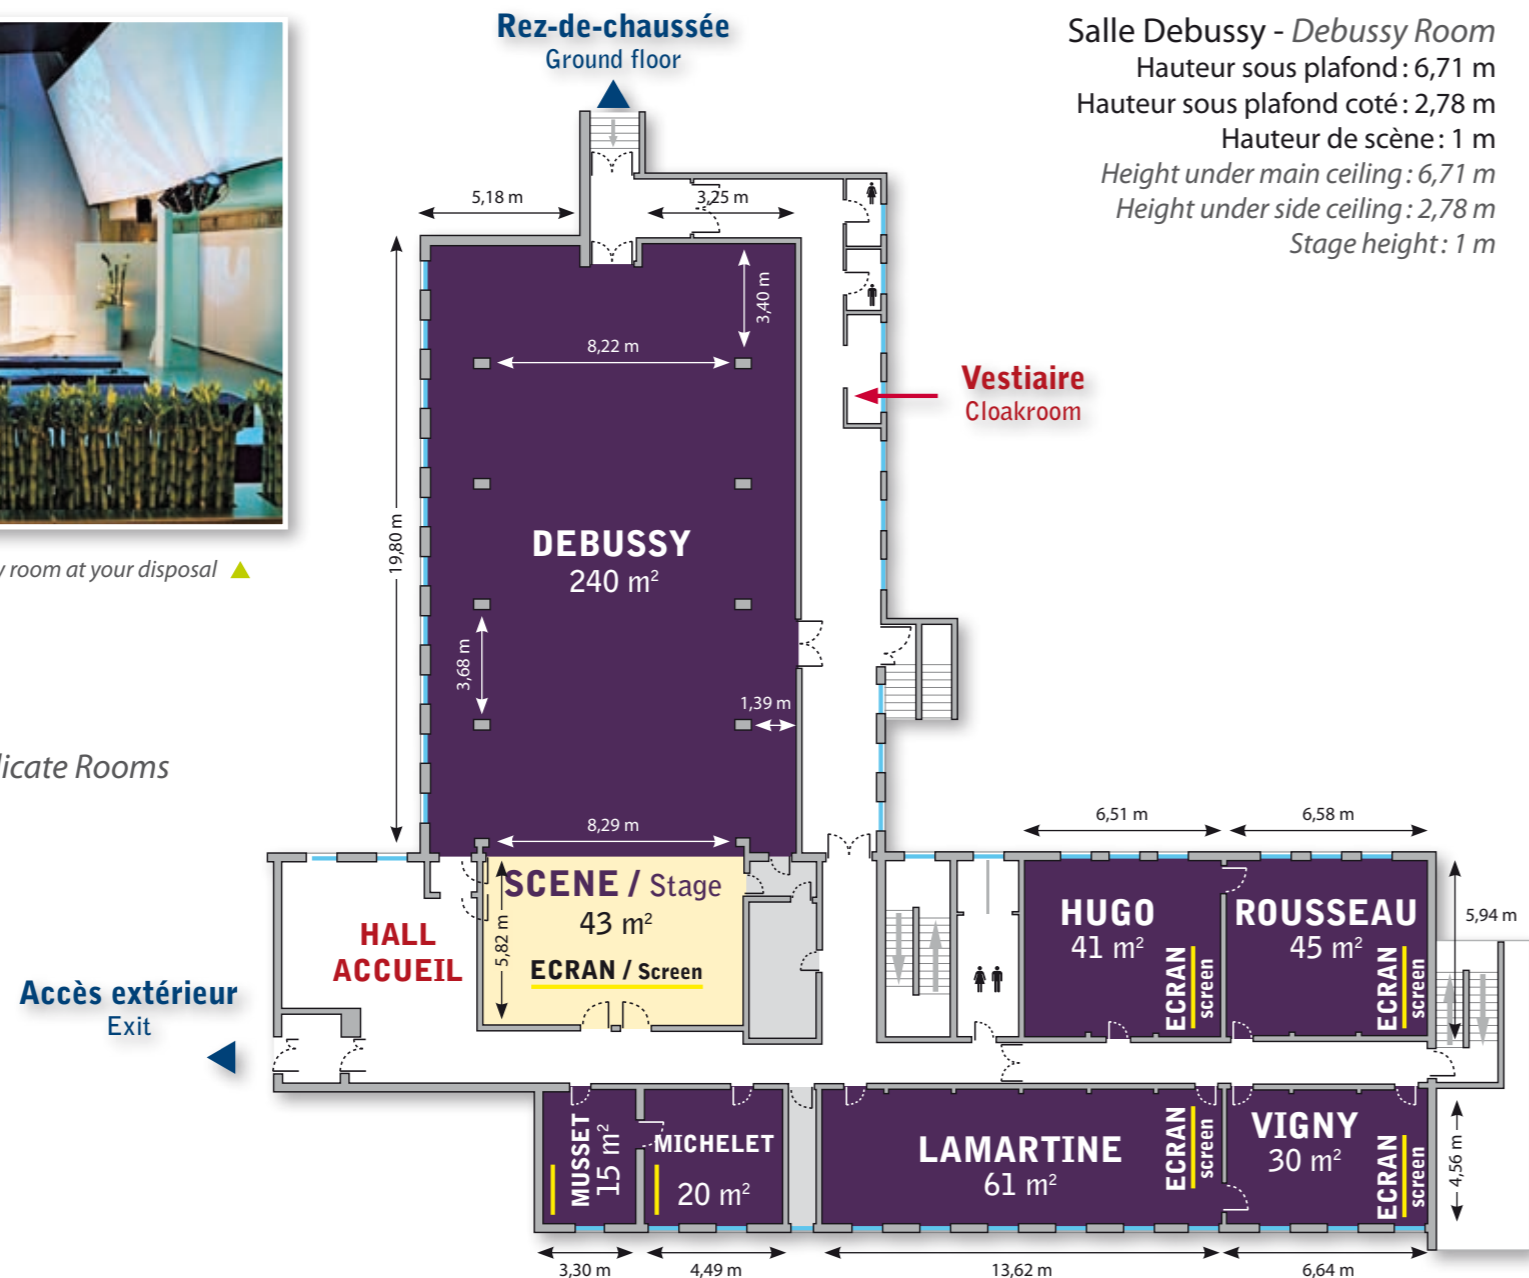 Rez-de-chaussée
Ground floor
Salle Debussy - Debussy Room
Hauteur sous plafond : 6,71 m
Hauteur sous plafond coté : 2,78 m
Hauteur de scène : 1 m
Height under main ceiling : 6,71 m
Height under side ceiling : 2,78 m
Stage height : 1 m
5,18 m
3,25 m
3,40 m
8,22 m
Vestiaire
Cloakroom
19,80 m
DEBUSSY
240 m²
y room at your disposal
3,68 m
1,39 m
licate Rooms
8,29 m
6,51 m
6,58 m
SCENE / Stage
43 m²
5,82 m
ECRAN / Screen
HALL
ACCUEIL
HUGO
41 m²
ECRAN
screen
ROUSSEAU
45 m²
ECRAN
screen
5,94 m
Accès extérieur
Exit
MUSSET
15 m²
MICHELET
20 m²
LAMARTINE
61 m²
ECRAN
screen
VIGNY
30 m²
ECRAN
screen
4,56 m
3,30 m
4,49 m
13,62 m
6,64 m